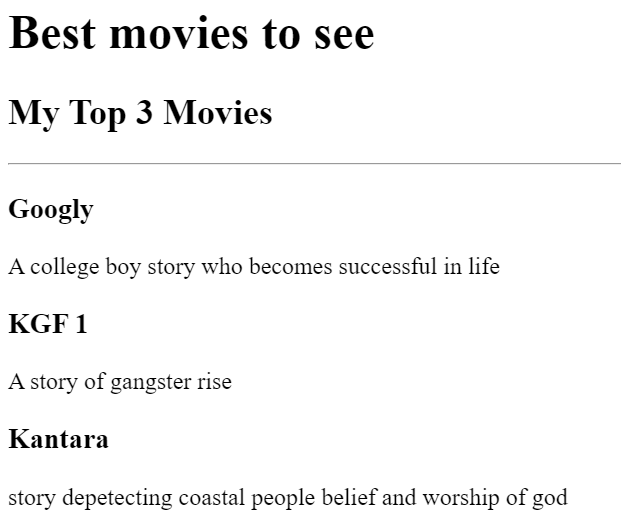 Best movies to see
My Top 3 Movies
Googly
A college boy story who becomes successful in life
KGF 1
A story of gangster rise
Kantara
story depetecting coastal people belief and worship of god